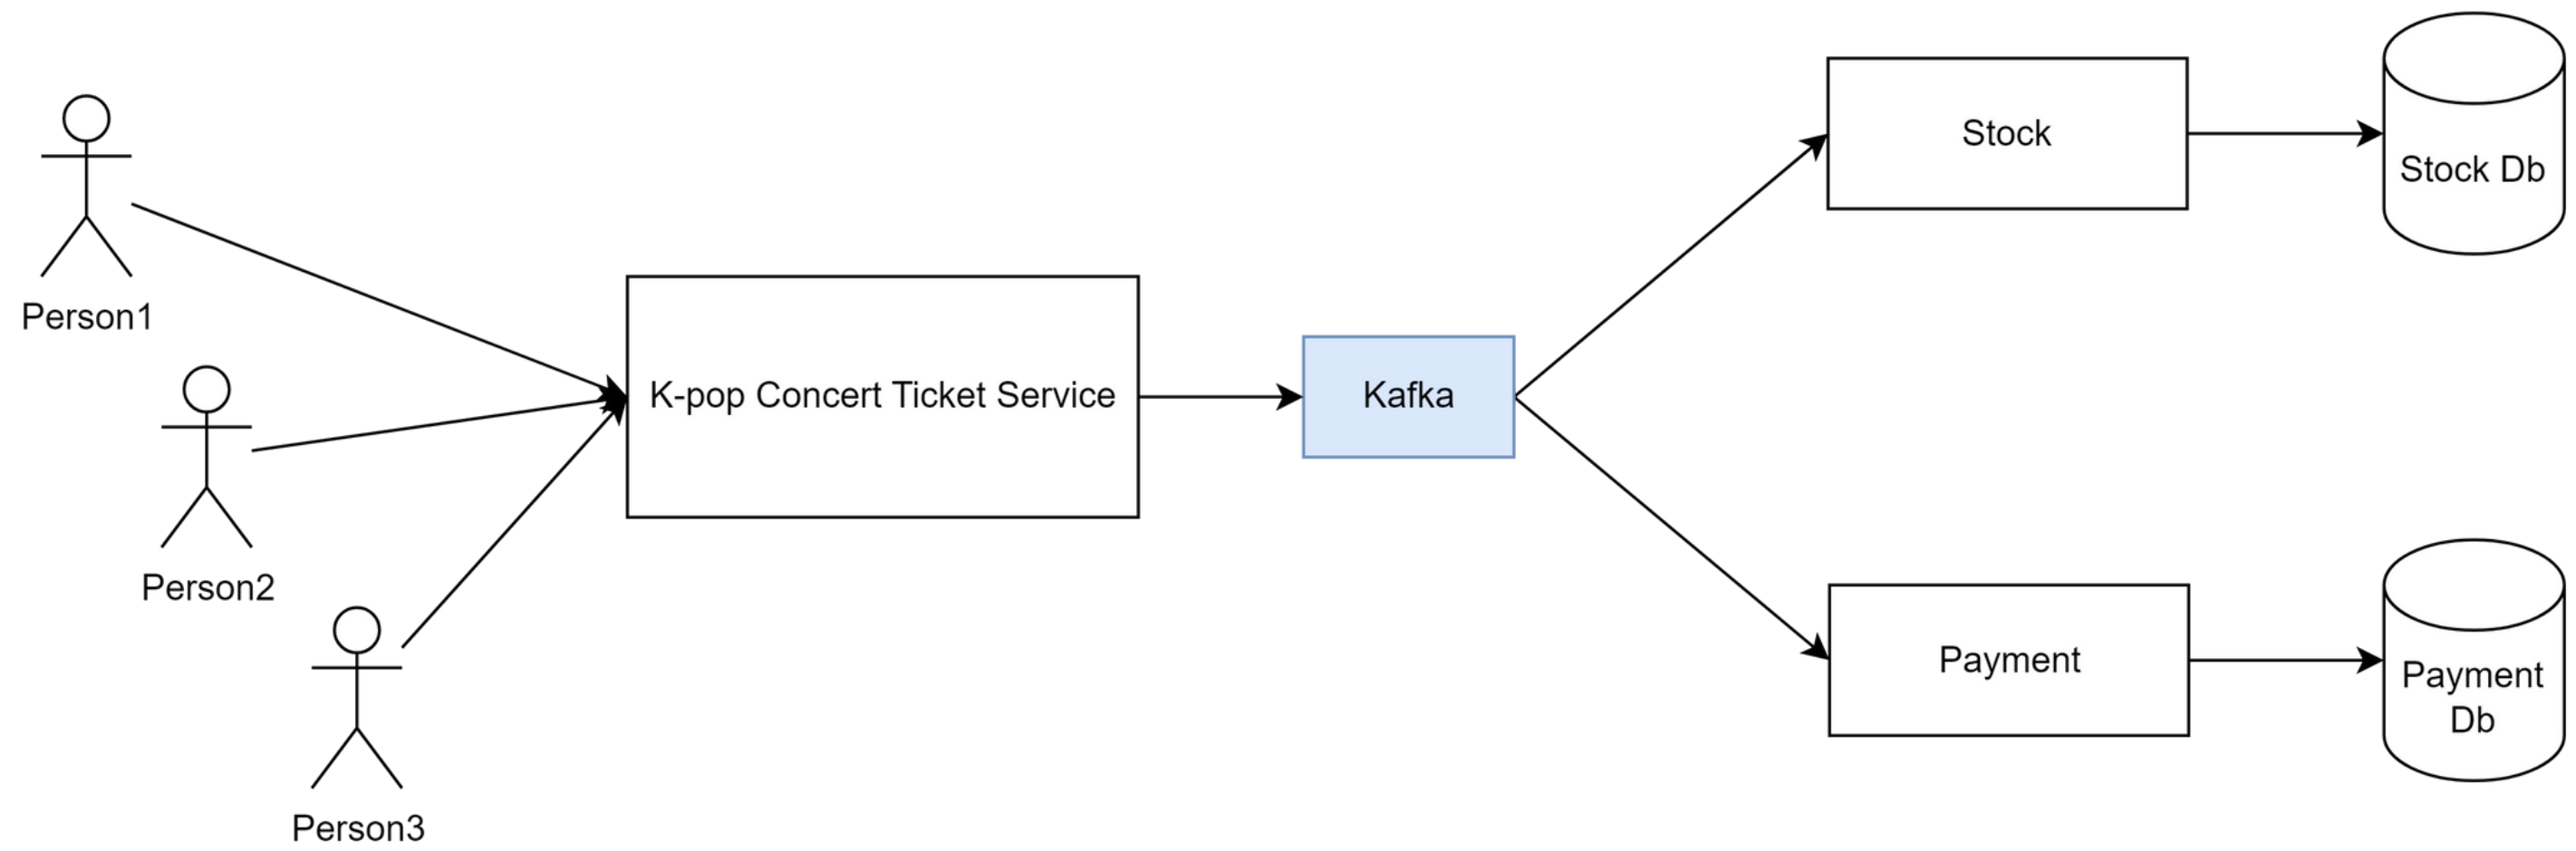 Person1
Person2
Person3
K-pop Concert Ticket Service
Kafka
Stock
Stock Db
Payment
Payment
Db